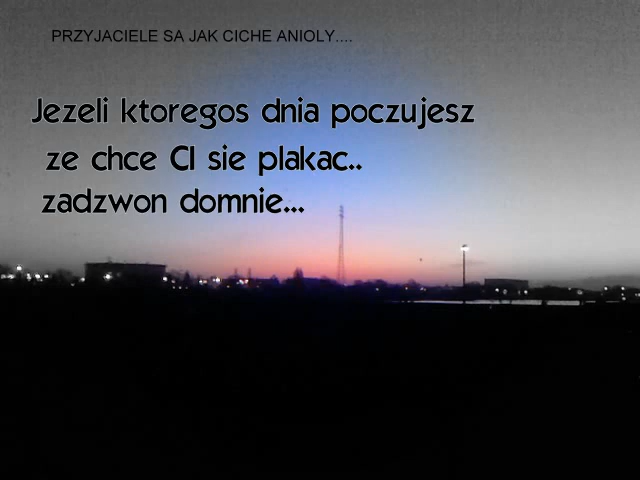 PRZYJACIELE SA JAK CICHE ANIOLY....
Jezeli ktoregos dnia poczujesz
ze chce CI sie plakac..
zadzwon domnie...